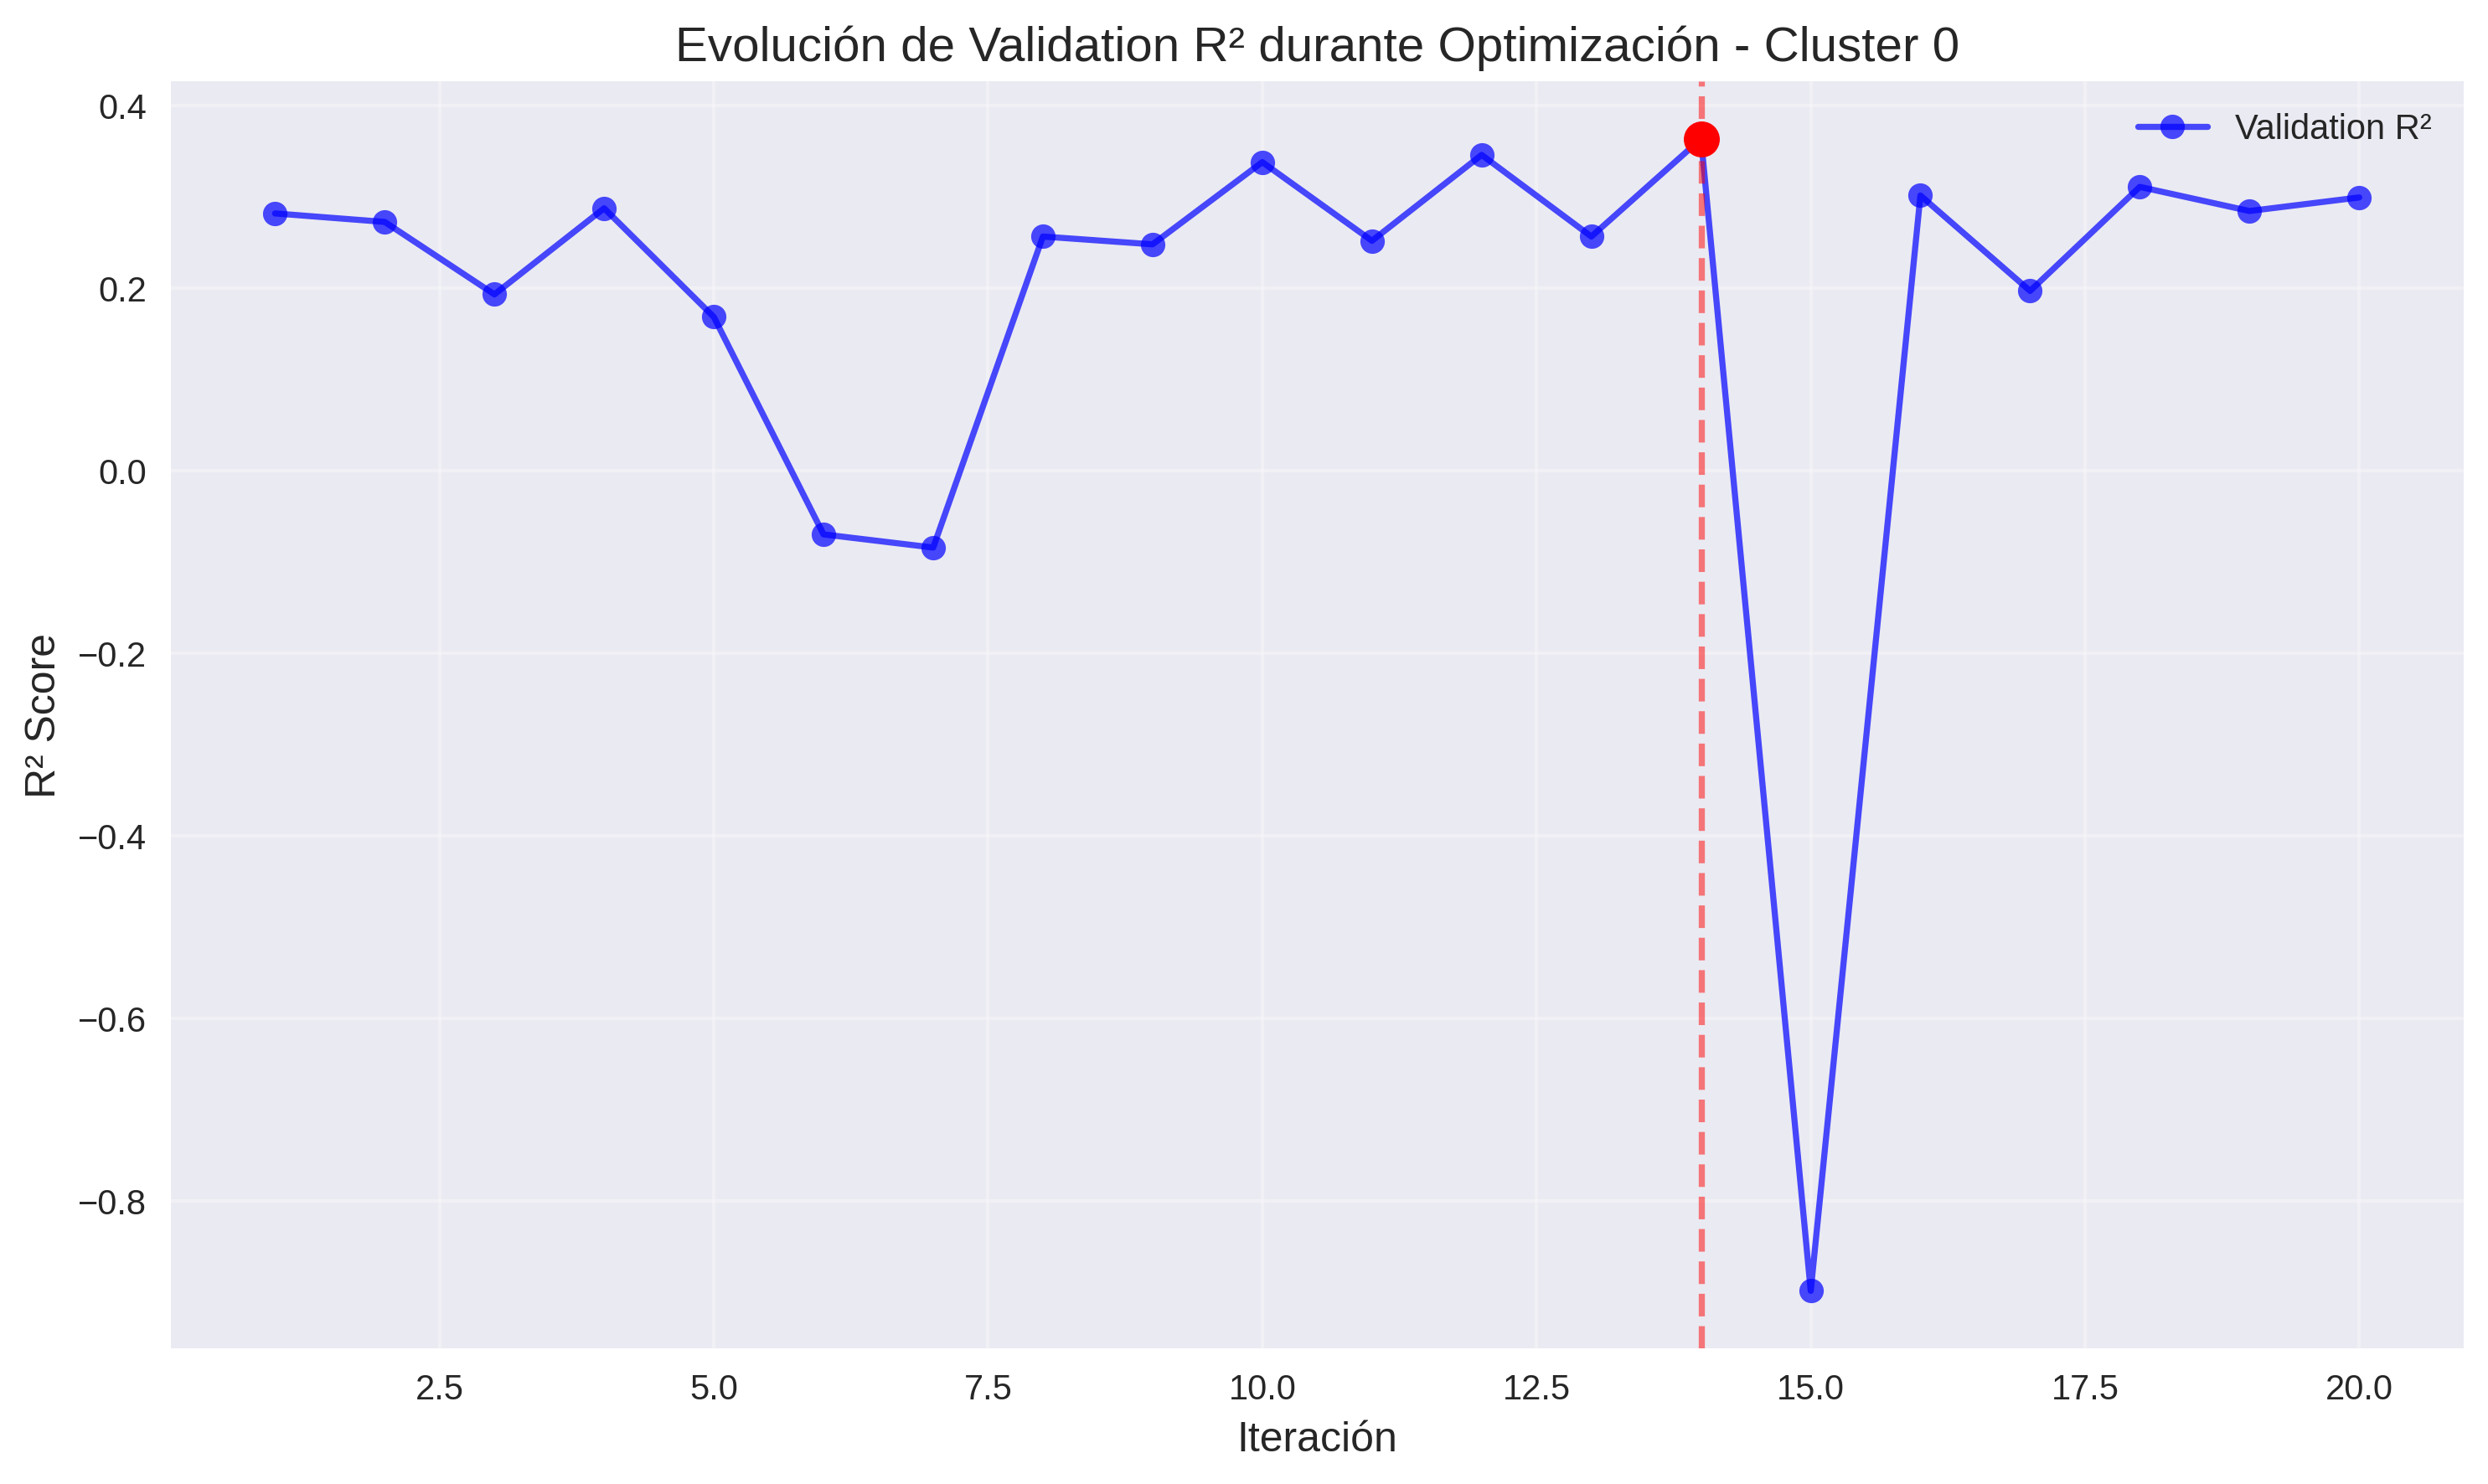 Evolución de Validation R² durante Optimización - Cluster 0
Validation R²
R² Score
0.4
0.2
0.0
−0.2
−0.4
−0.6
−0.8
2.5 5.0 7.5 10.0 12.5 15.0 17.5 20.0
Iteración